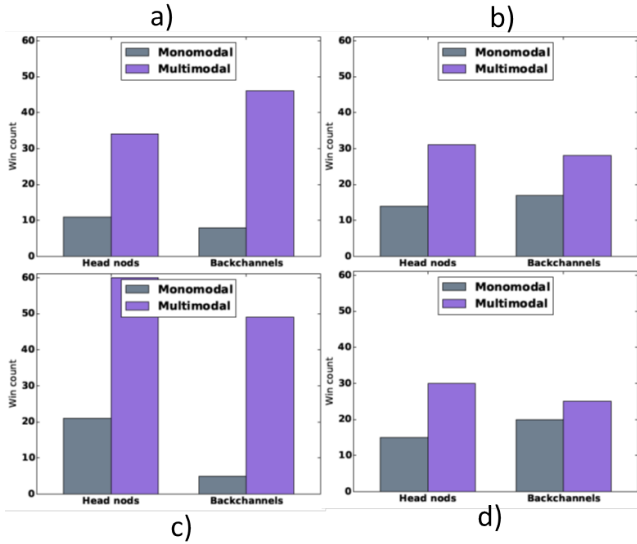 a)
60
50
40
30
20
10
0
Win count
Monomodal
Multimodal
Head nods
Backchannels
b)
60
50
40
30
20
10
0
Win count
Monomodal
Multimodal
Head nods
Backchannels
60
50
40
30
20
10
0
Win count
Monomodal
Multimodal
Head nods
Backchannels
c)
60
50
40
30
20
10
0
Win count
Monomodal
Multimodal
Head nods
Backchannels
d)